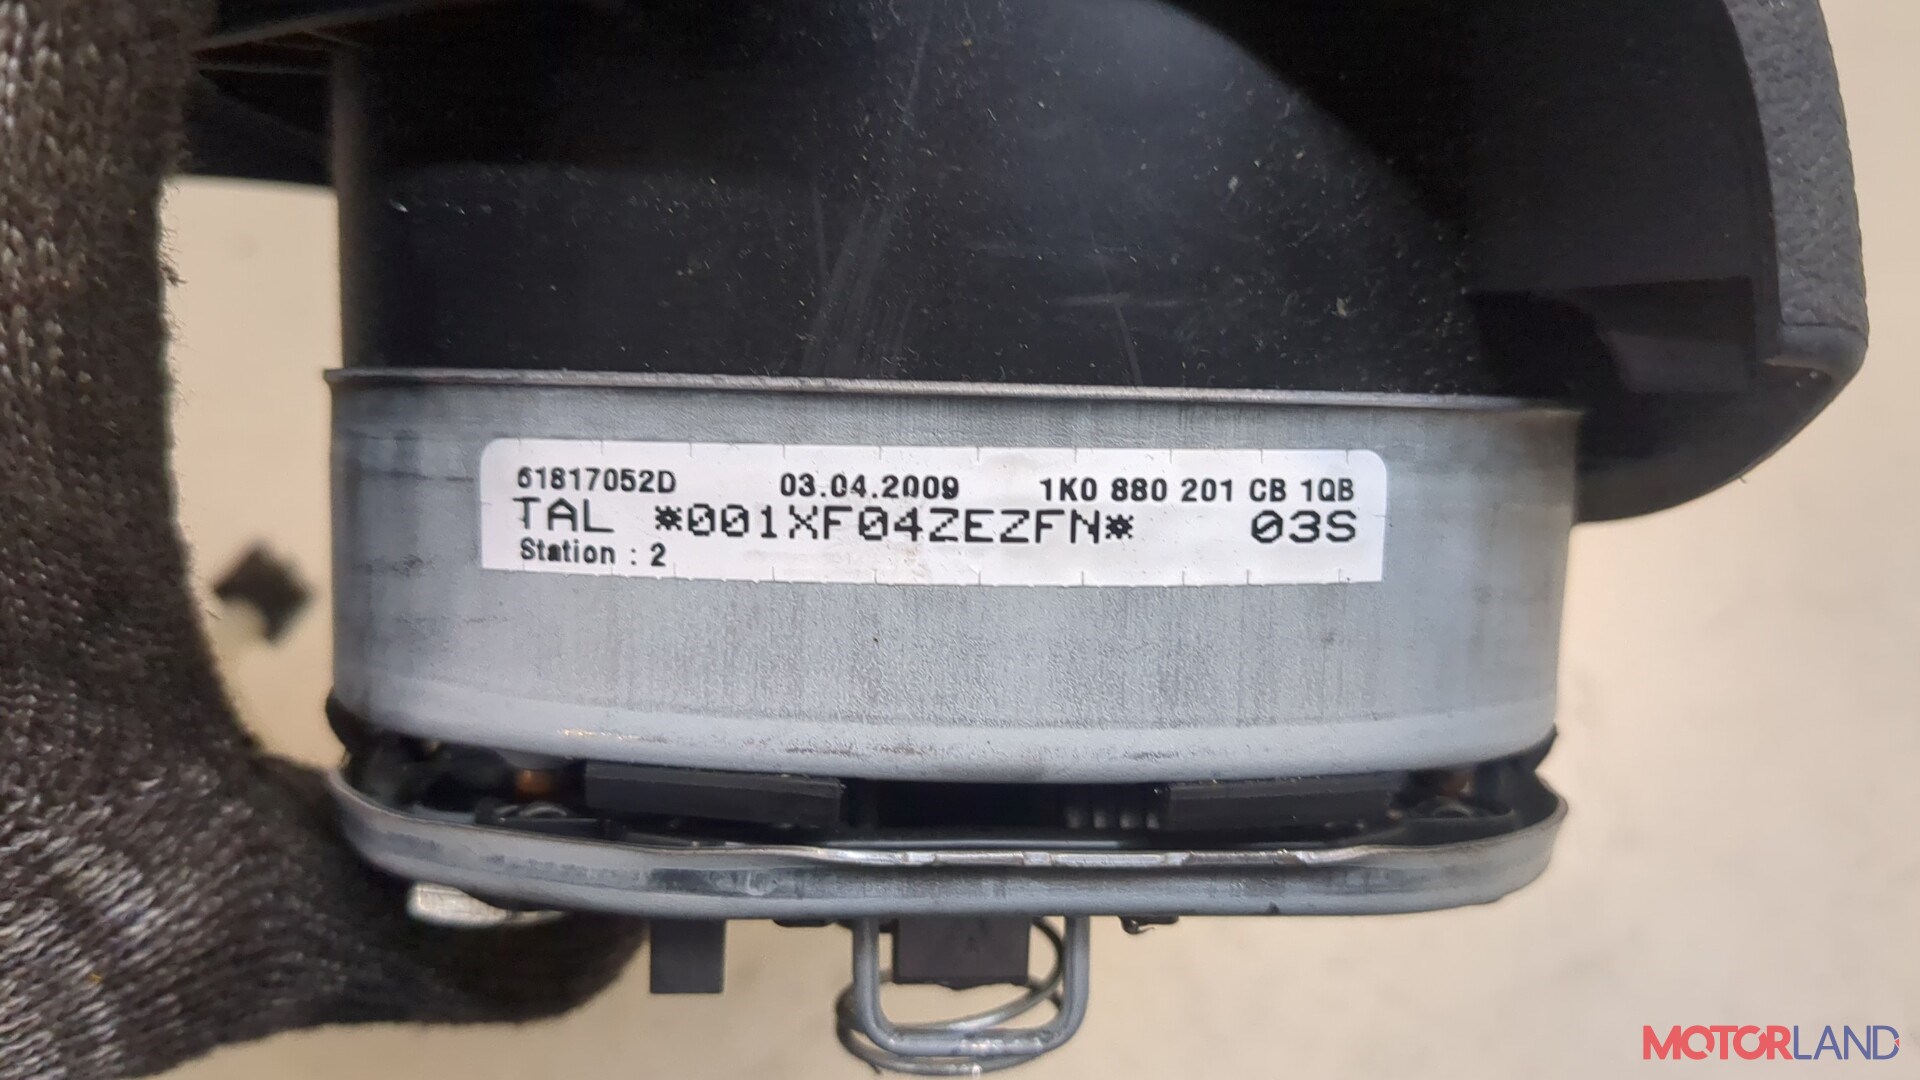 61817052D 03.04.2009 1K0 880 201 CB 1QB
TAL *001XF04ZEZFN* 03S
Station : 2
MOTORLAND